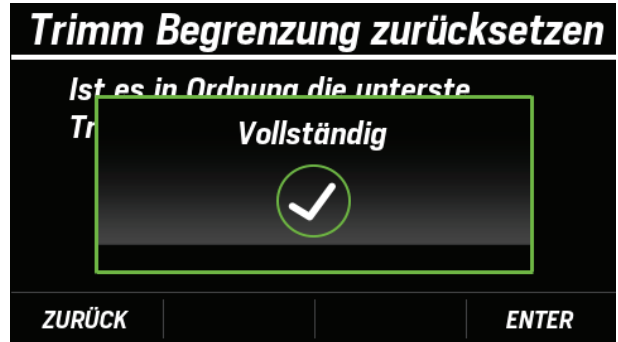 Trimm Begrenzung zurücksetzen
Ist es in Ordnung die unterste
Vollständig
ZURÜCK
ENTER